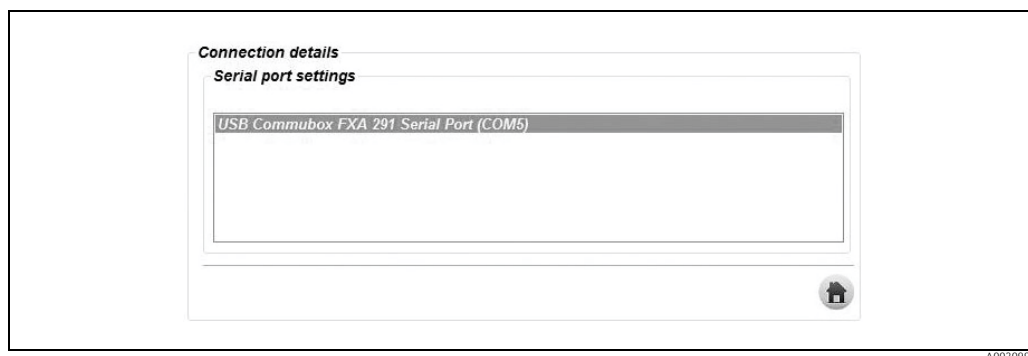 Connection details
Serial port settings
USB Commubox FXA 291 Serial Port (COM5)